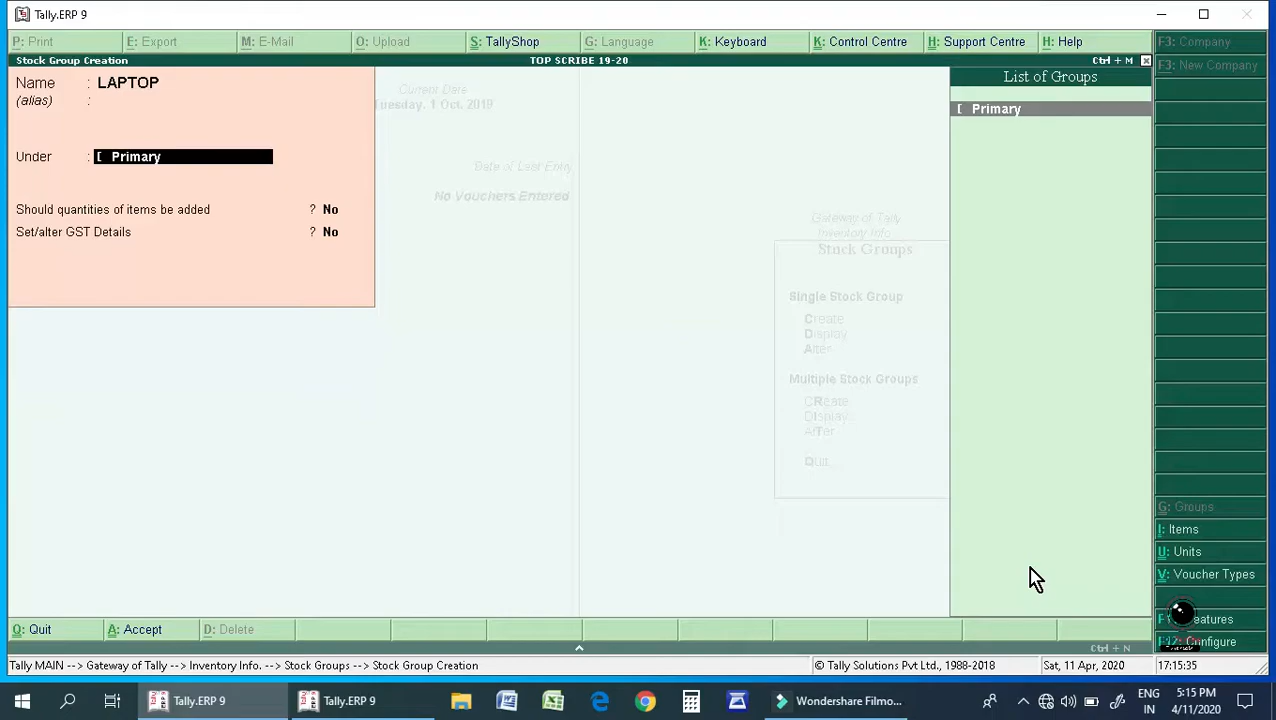 Tally.ERP 9
P: Print E: Export M: E-Mail O: Upload S: TallyShop G: Language K: Keyboard K: Control Centre H: Support Centre H: Help F3: Company
Stock Group Creation TOP SCRIBE 19-20 Ctrl + M
F3: New Company
Name : LAPTOP
(alias) :
Current Date
Tuesday, 1 Oct, 2019
List of Groups
[ Primary
Under : [ Primary
Date of Last Entry
No Vouchers Entered
Should quantities of items be added ? No
Set/alter GST Details ? No
Gateway of Tally
Inventory Info...
Stock Groups
Single Stock Group
Create
Display
Alter
Multiple Stock Groups
CReate
DIsplay
AlTer
Quit
G: Groups
I: Items
U: Units
V: Voucher Types
Q: Quit A: Accept D: Delete
Ctrl + N
Tally MAIN --> Gateway of Tally --> Inventory Info. --> Stock Groups --> Stock Group Creation © Tally Solutions Pvt Ltd., 1988-2018 Sat, 11 Apr, 2020 17:15:35
Tally.ERP 9 Tally.ERP 9 Wondershare Filmo... ENG IN 5:15 PM 4/11/2020